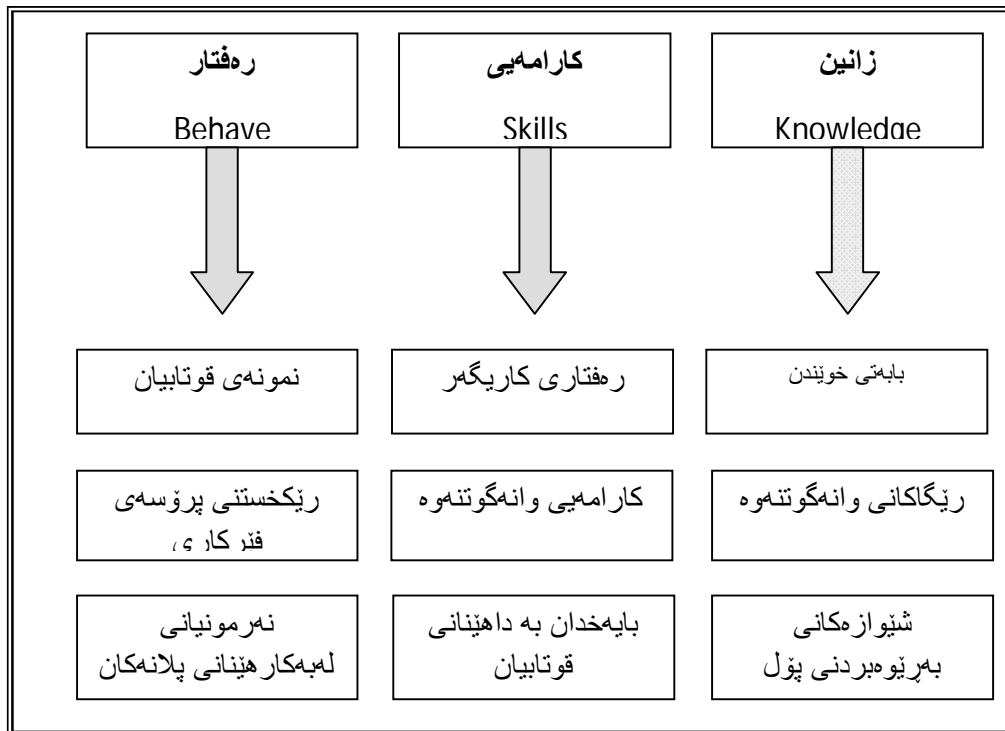 زانین
Knowledge
کارامەیی
Skills
رەفتار
Behave
بابەتی خوێندن
رەفتاری کاریگەر
نمونەی قوتابیان
رێگاکانی وانەگوتنەوە
کارامەیی وانەگوتنەوە
رێکخستنی پرۆسەی
فێرکاری
شێوازەکانی
بەڕێوەبردنی پۆل
بایەخدان بە داهێنانی
قوتابیان
نەرمونیانی
لەبەکارهێنانی پلانەکان